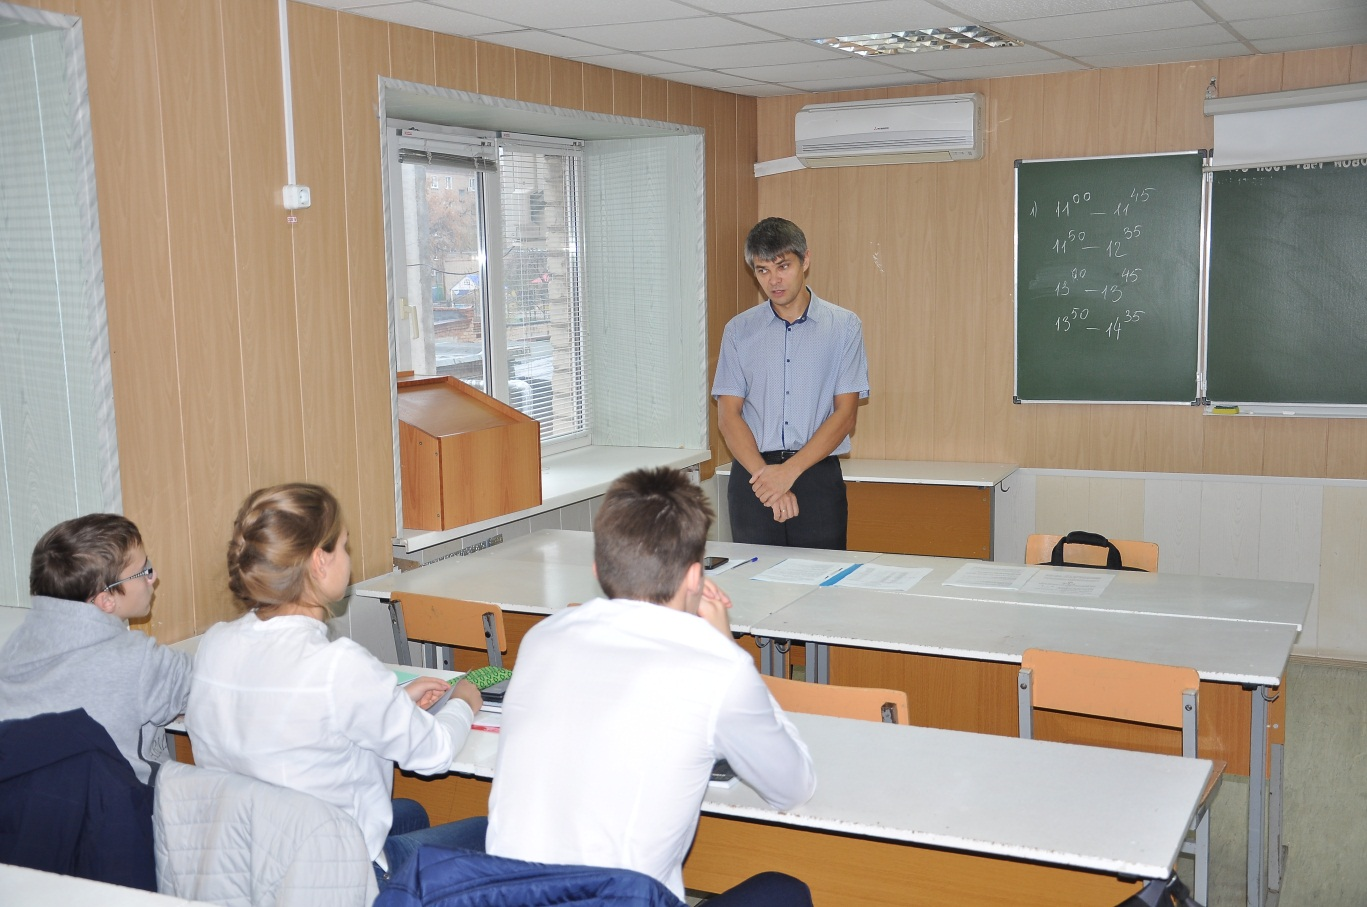 1) 11⁰⁰ – 11⁴⁵
11⁵⁰ – 12³⁵
13⁰⁰ – 13⁴⁵
13⁵⁰ – 14³⁵